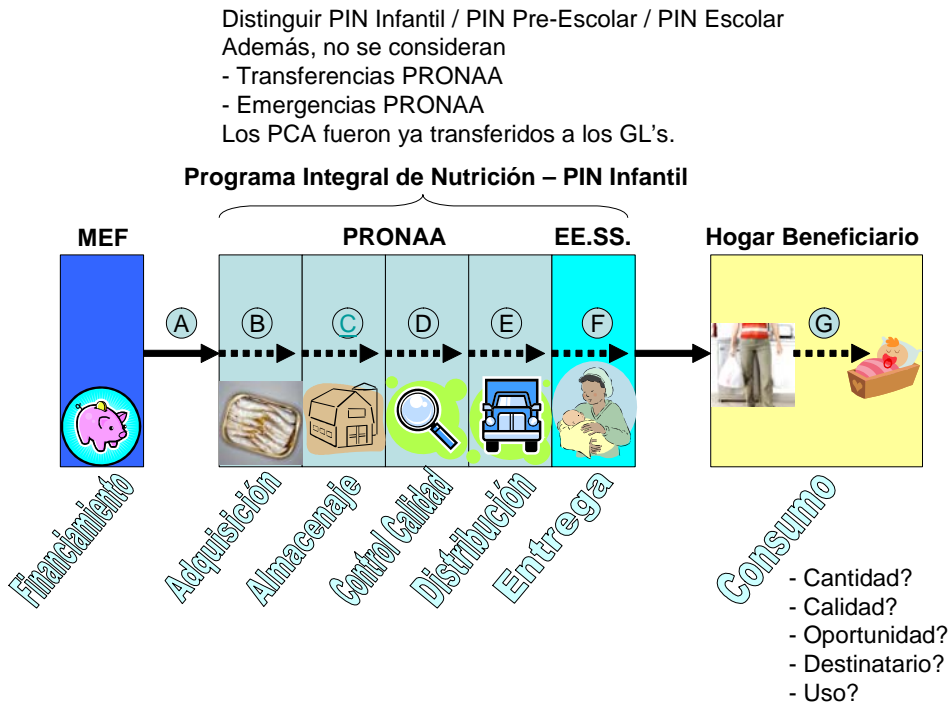 Distinguir PIN Infantil / PIN Pre-Escolar / PIN Escolar
Además, no se consideran
- Transferencias PRONAA
- Emergencias PRONAA
Los PCA fueron ya transferidos a los GL's.
Programa Integral de Nutrición – PIN Infantil
MEF
PRONAA
EE.SS.
Hogar Beneficiario
A
B
C
D
E
F
G
Financiamiento
Adquisición
Almacenaje
Control Calidad
Distribución
Entrega
Consumo
- Cantidad?
- Calidad?
- Oportunidad?
- Destinatario?
- Uso?